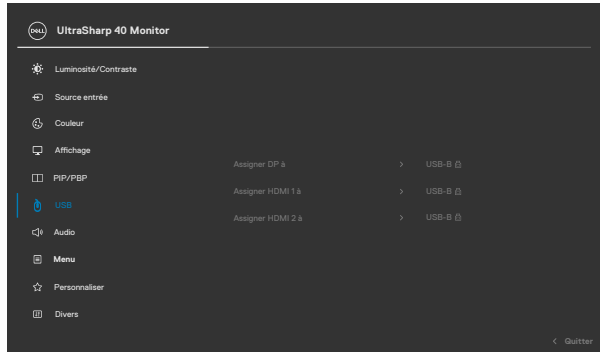 DELL UltraSharp 40 Monitor
Luminosité/Contraste
Source entrée
Couleur
Affichage
Assigner DP à > USB-B
PIP/PBP
Assigner HDMI 1 à > USB-B
USB
Assigner HDMI 2 à > USB-B
Audio
Menu
Personnaliser
Divers
< Quitter